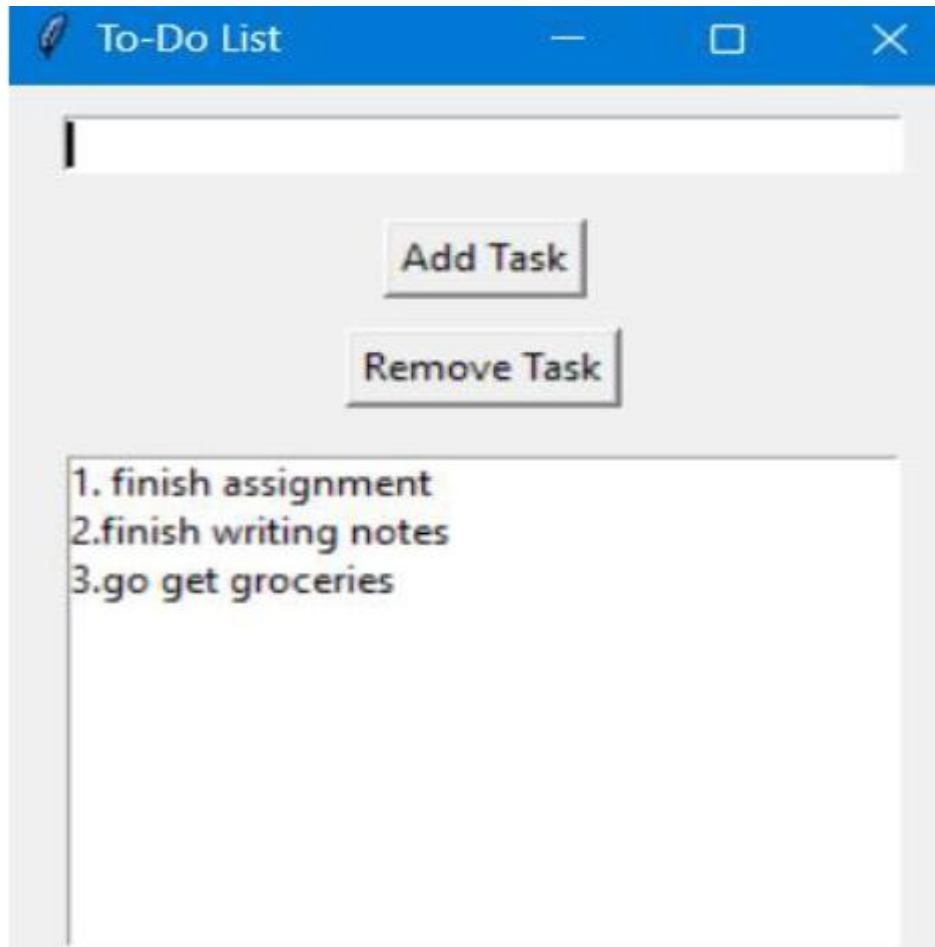 To-Do List
Add Task
Remove Task
1. finish assignment
2.finish writing notes
3.go get groceries